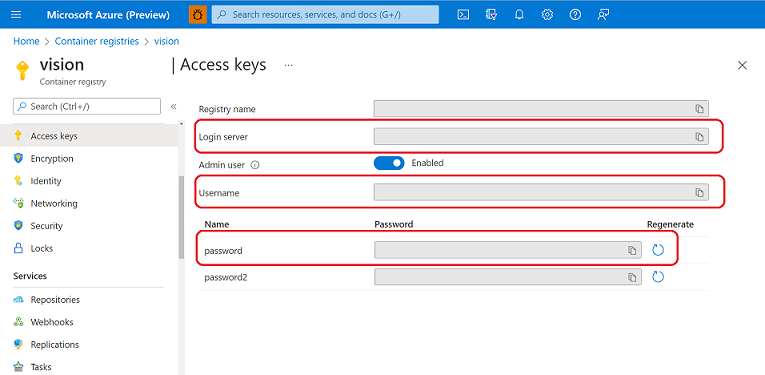 Microsoft Azure (Preview)
Search resources, services, and docs (G+/)
Home > Container registries > vision
vision | Access keys ...
Container registry
Search (Ctrl+/)
«
Access keys
Encryption
Identity
Networking
Security
Locks
Services
Repositories
Webhooks
Replications
Tasks
Registry name
Login server
Admin user
Enabled
Username
Name Password Regenerate
password
password2